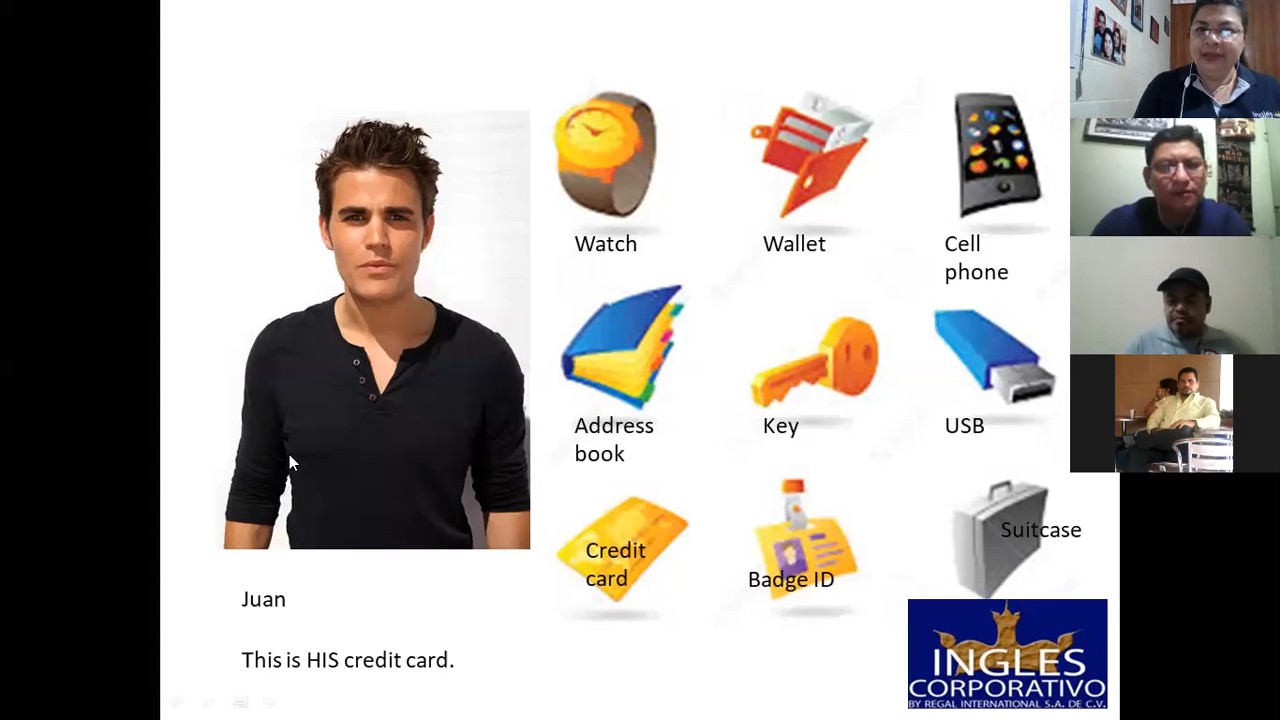 Watch
Wallet
Cell
phone
Address
book
Key
USB
Credit
card
Badge ID
Suitcase
Juan
This is HIS credit card.
INGLES
CORPORATIVO
BY REGAL INTERNATIONAL S.A. DE C.V.